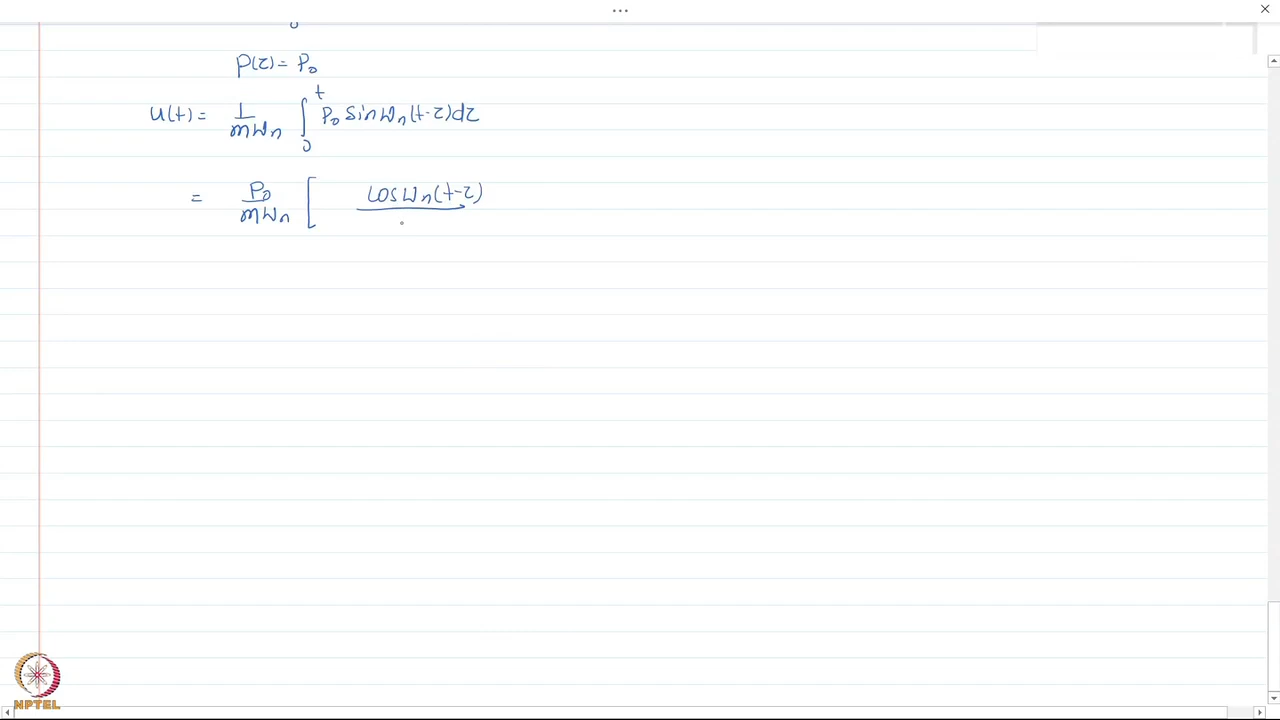 P(τ) = P₀
u(t) = 1/mωn ∫₀ᵗ P₀ sin ωn(t-τ)dτ
= P₀/mωn [ cos ωn(t-τ)
NPTEL